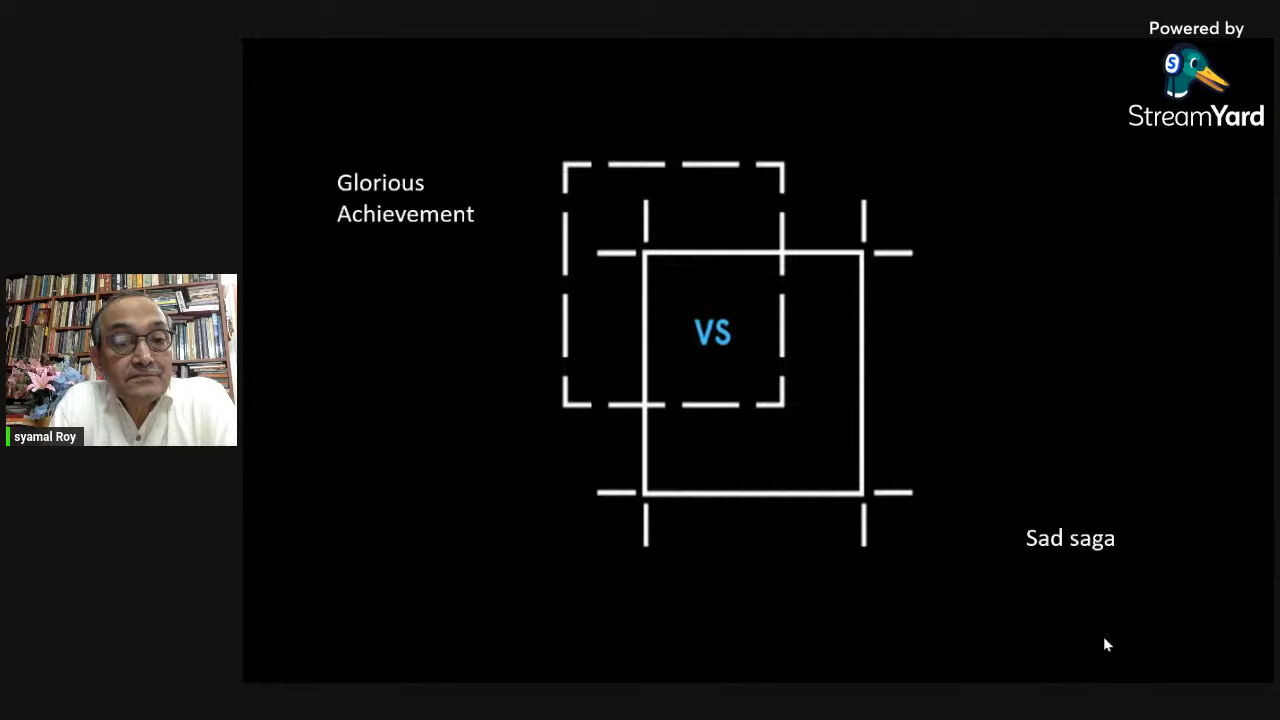 Powered by
StreamYard
Glorious
Achievement
VS
syamal Roy
Sad saga